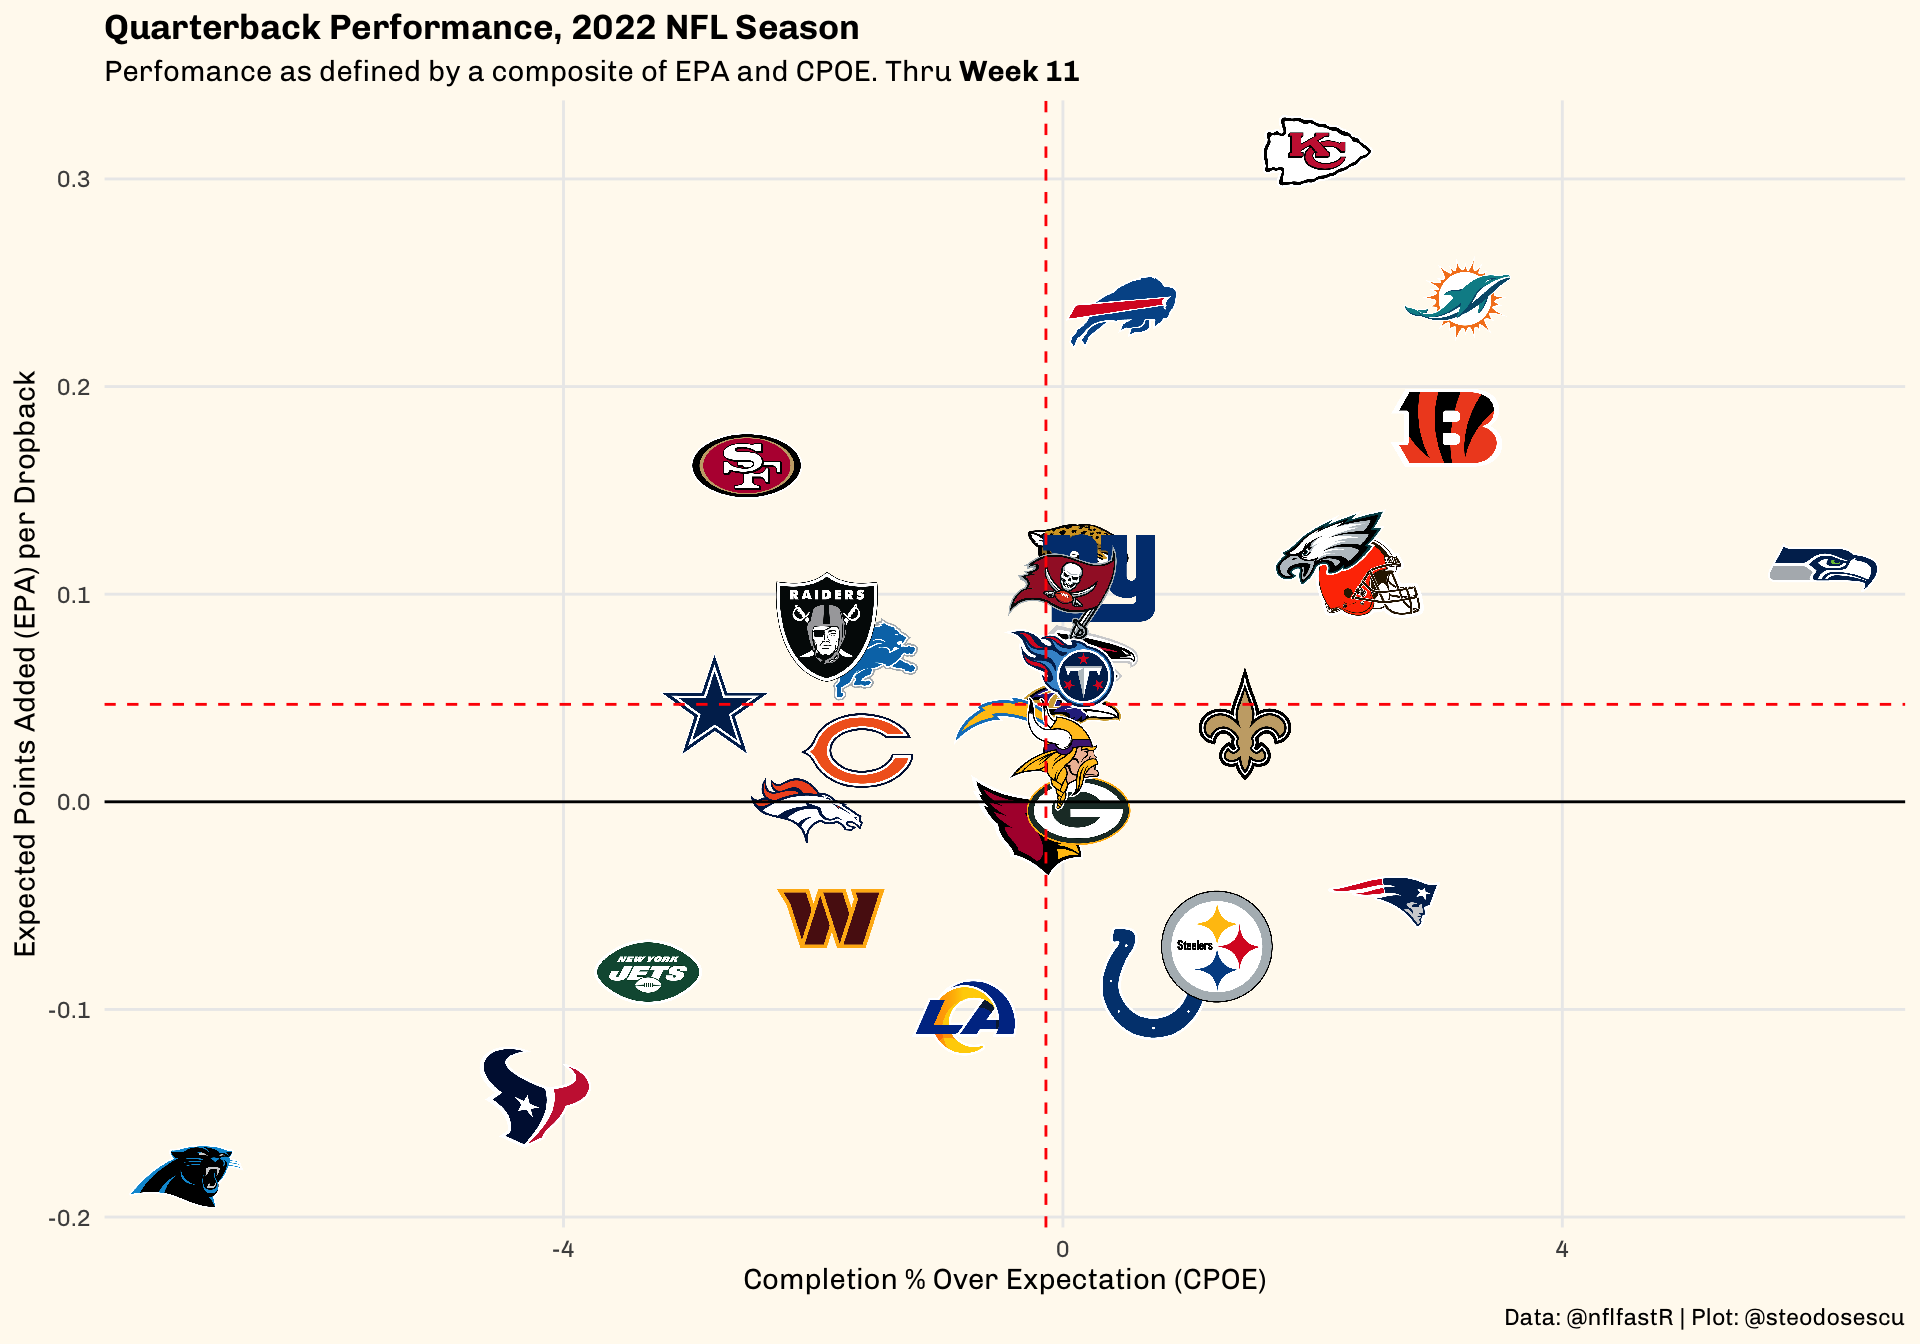 Quarterback Performance, 2022 NFL Season
Perfomance as defined by a composite of EPA and CPOE. Thru Week 11
Expected Points Added (EPA) per Dropback
0.3
0.2
0.1
0.0
-0.1
-0.2
KC
SF
RAIDERS
NY
T
C
G
W
Steelers
NEW YORK
JETS
LA
B
-4
0
4
Completion % Over Expectation (CPOE)
Data: @nflfastR | Plot: @steodosescu